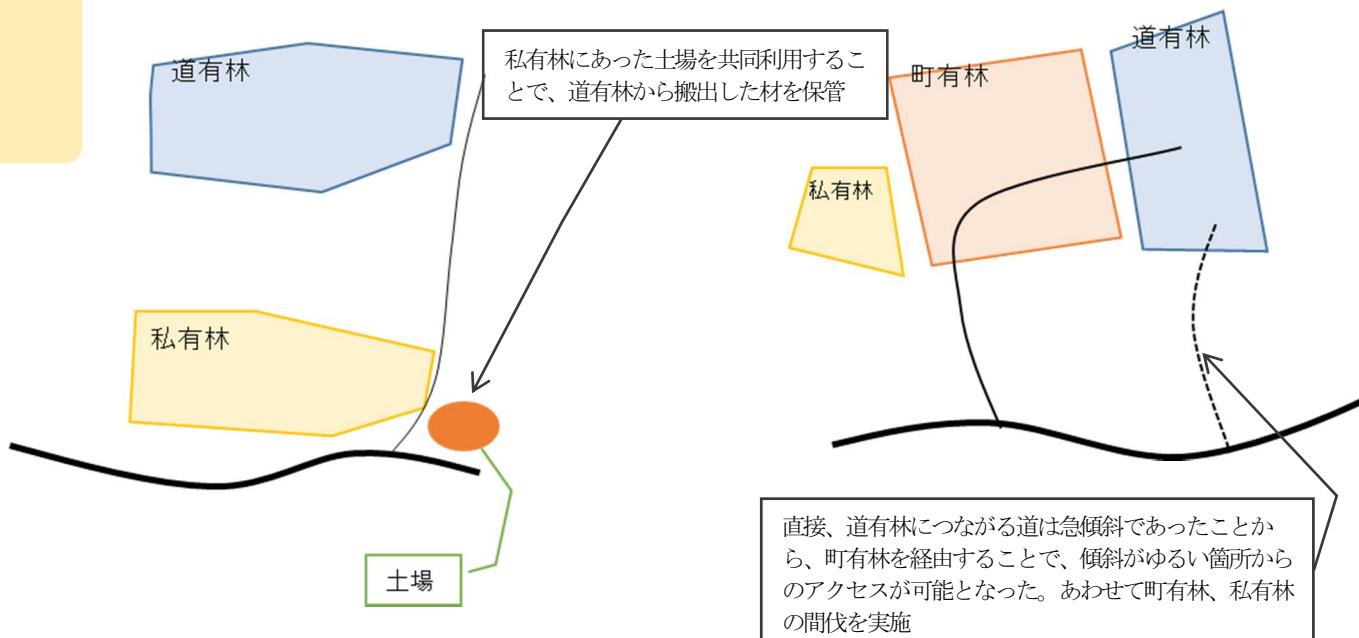 道有林
私有林にあった土場を共同利用するこ
とで、道有林から搬出した材を保管
私有林
土場
道有林
町有林
私有林
直接、道有林につながる道は急傾斜であったことか
ら、町有林を経由することで、傾斜がゆるい箇所から
のアクセスが可能となった。あわせて町有林、私有林
の間伐を実施